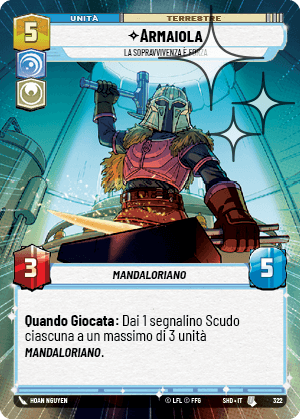 UNITÀ
TERRESTRE
5
ARMAIOLA
LA SOPRAVVIVENZA È FORZA
3
MANDALORIANO
5
Quando Giocata: Dai 1 segnalino Scudo
ciascuna a un massimo di 3 unità
MANDALORIANO.
HOAN NGUYEN
© LFL © FFG
SHD • IT
322